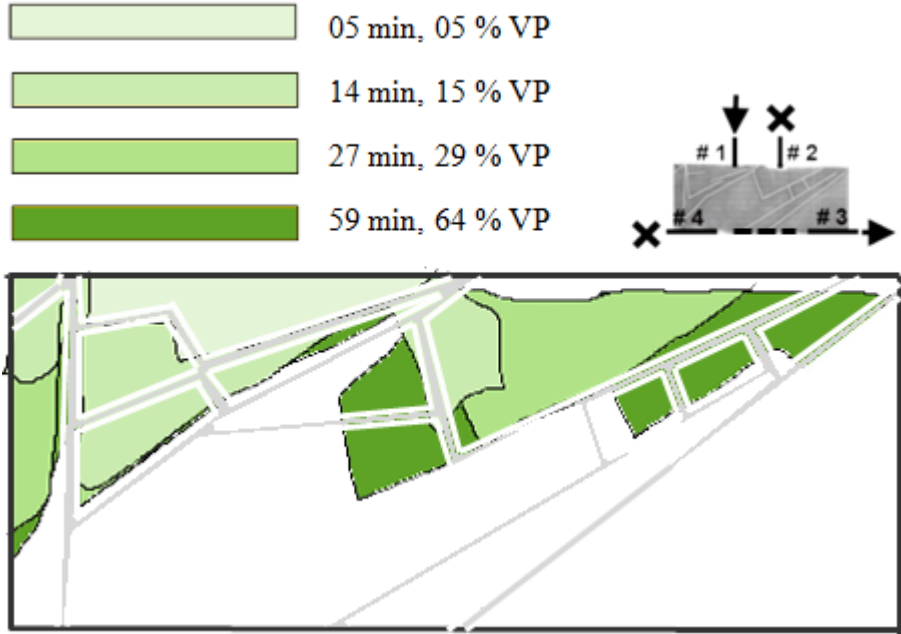 05 min, 05 % VP
14 min, 15 % VP
27 min, 29 % VP
59 min, 64 % VP
# 1
# 2
# 4
# 3